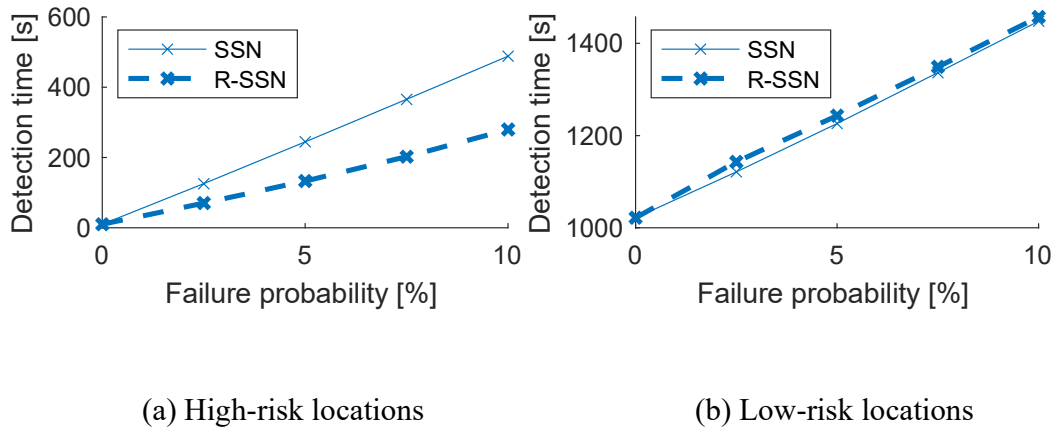 Detection time [s]
600
400
200
0
SSN
R-SSN
0
5
10
Failure probability [%]
(a) High-risk locations
Detection time [s]
1400
1200
1000
SSN
R-SSN
0
5
10
Failure probability [%]
(b) Low-risk locations